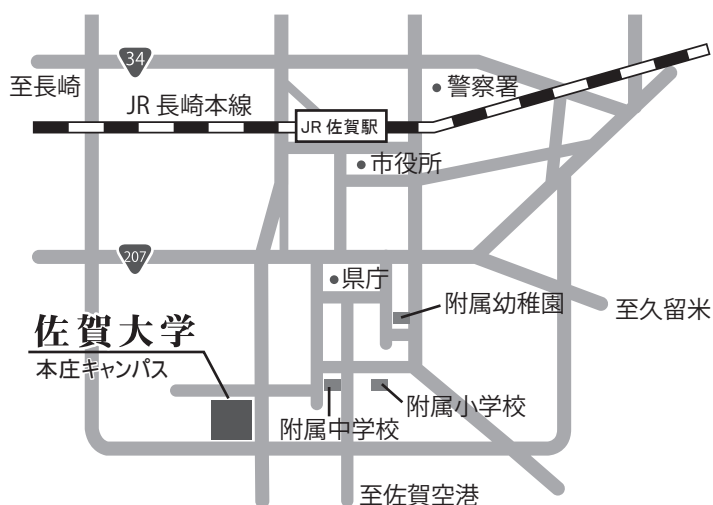 34
至長崎
警察署
JR 長崎本線
JR 佐賀駅
市役所
207
県庁
附属幼稚園
至久留米
佐賀大学
本庄キャンパス
附属小学校
附属中学校
至佐賀空港